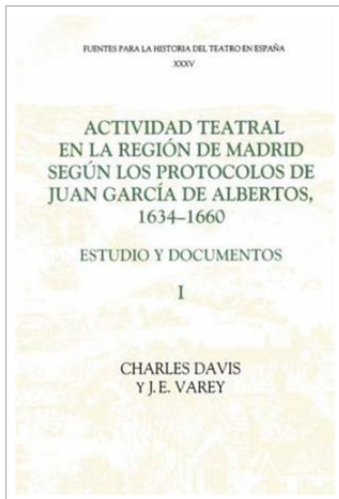 FUENTES PARA LA HISTORIA DEL TEATRO EN ESPAÑA
XXXV
ACTIVIDAD TEATRAL
EN LA REGIÓN DE MADRID
SEGÚN LOS PROTOCOLOS DE
JUAN GARCÍA DE ALBERTOS,
1634–1660
ESTUDIO Y DOCUMENTOS
I
CHARLES DAVIS
Y J. E. VAREY